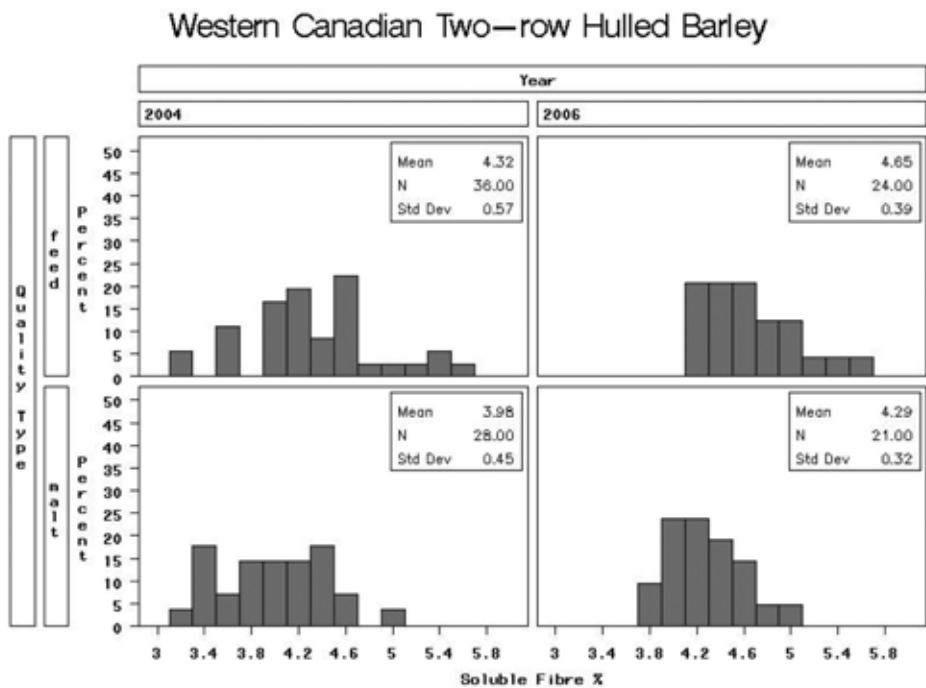 Western Canadian Two-row Hulled Barley
Year
2004
2006
Quality Type
feed
Percent
50
45
40
35
30
25
20
15
10
5
0
Mean 4.32
N 36.00
Std Dev 0.57
Mean 4.65
N 24.00
Std Dev 0.39
malt
Percent
50
45
40
35
30
25
20
15
10
5
0
Mean 3.98
N 28.00
Std Dev 0.45
Mean 4.29
N 21.00
Std Dev 0.32
3 3.4 3.8 4.2 4.6 5 5.4 5.8
3 3.4 3.8 4.2 4.6 5 5.4 5.8
Soluble Fibre %